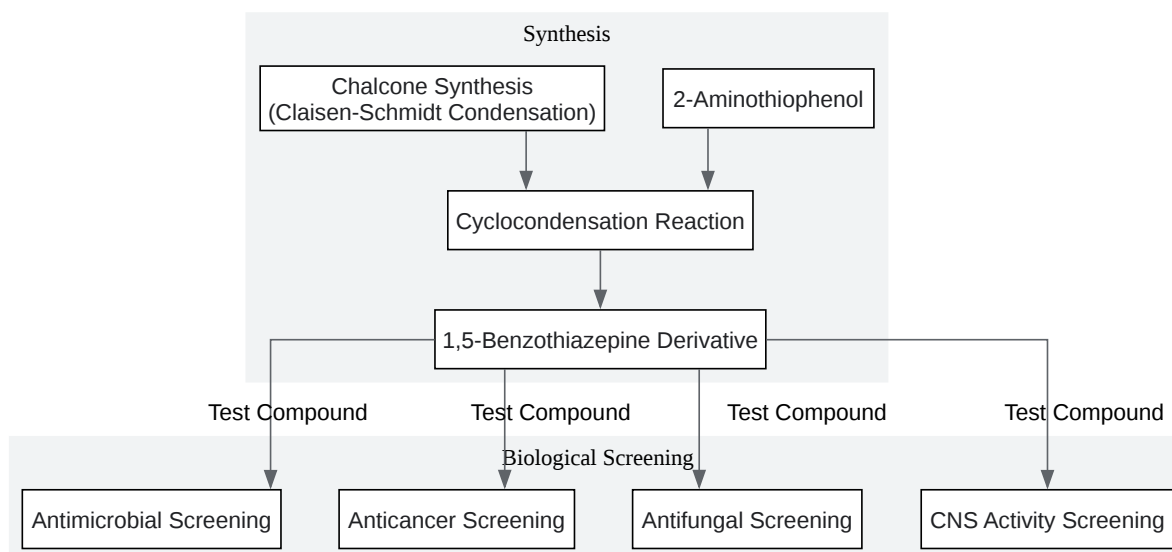 Synthesis
Chalcone Synthesis
(Claisen-Schmidt Condensation)
2-Aminothiophenol
Cyclocondensation Reaction
1,5-Benzothiazepine Derivative
Test Compound
Test Compound
Test Compound
Test Compound
Biological Screening
Antimicrobial Screening
Anticancer Screening
Antifungal Screening
CNS Activity Screening